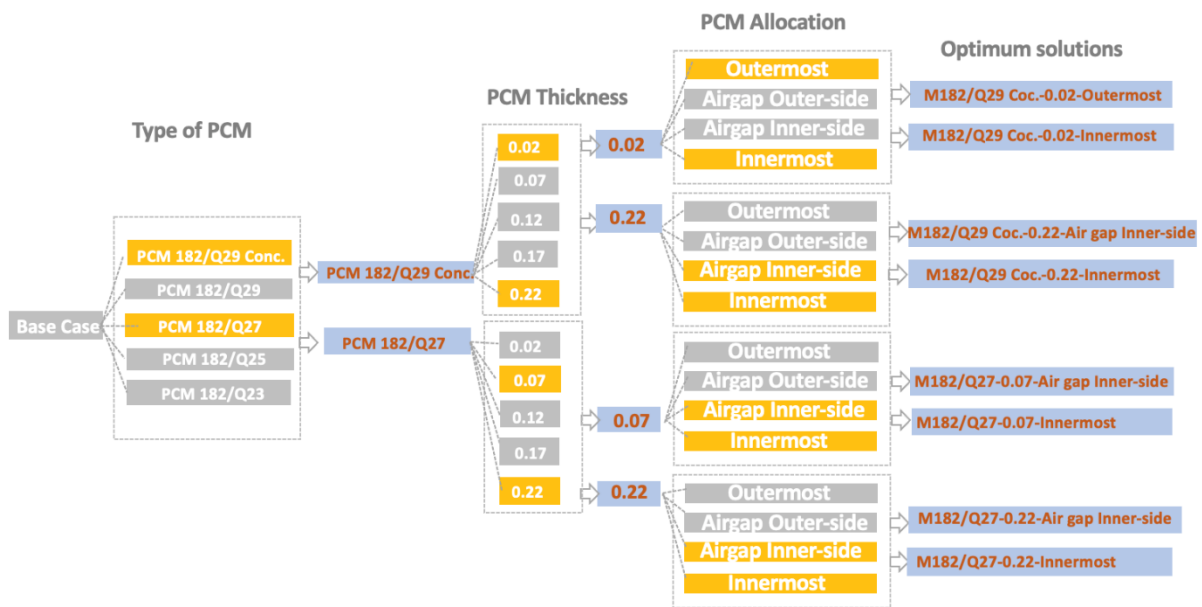 PCM Allocation
Optimum solutions
PCM Thickness
Type of PCM
Base Case
PCM 182/Q29 Conc.
PCM 182/Q29
PCM 182/Q27
PCM 182/Q25
PCM 182/Q23
PCM 182/Q29 Conc.
PCM 182/Q27
0.02
0.07
0.12
0.17
0.22
0.02
0.07
0.12
0.17
0.22
0.02
0.22
0.07
0.22
Outermost
Airgap Outer-side
Airgap Inner-side
Innermost
Outermost
Airgap Outer-side
Airgap Inner-side
Innermost
Outermost
Airgap Outer-side
Airgap Inner-side
Innermost
Outermost
Airgap Outer-side
Airgap Inner-side
Innermost
M182/Q29 Coc.-0.02-Outermost
M182/Q29 Coc.-0.02-Innermost
M182/Q29 Coc.-0.22-Air gap Inner-side
M182/Q29 Coc.-0.22-Innermost
M182/Q27-0.07-Air gap Inner-side
M182/Q27-0.07-Innermost
M182/Q27-0.22-Air gap Inner-side
M182/Q27-0.22-Innermost